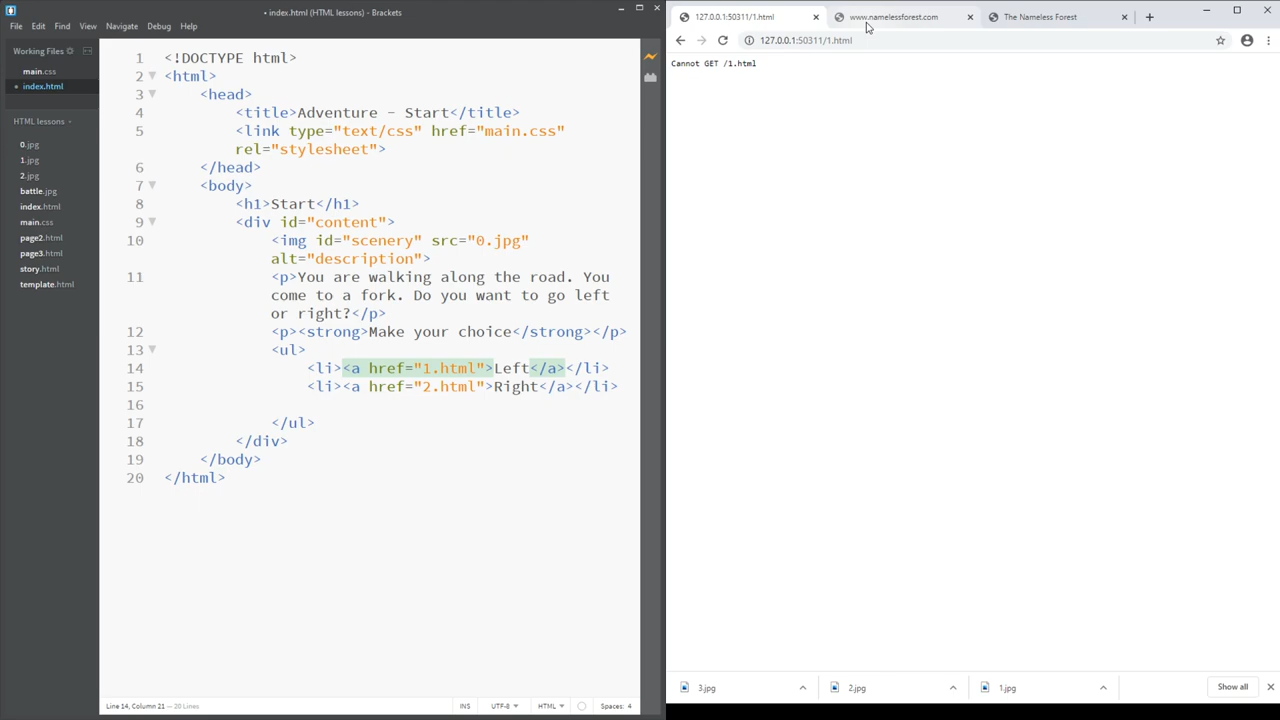 • index.html (HTML lessons) - Brackets
File Edit Find View Navigate Debug Help
Working Files
main.css
• index.html
HTML lessons
0.jpg
1.jpg
2.jpg
battle.jpg
index.html
main.css
page2.html
page3.html
story.html
template.html
1 <!DOCTYPE html>
2 <html>
3 <head>
4 <title>Adventure - Start</title>
5 <link type="text/css" href="main.css"
rel="stylesheet">
6 </head>
7 <body>
8 <h1>Start</h1>
9 <div id="content">
10 <img id="scenery" src="0.jpg"
alt="description">
11 <p>You are walking along the road. You
come to a fork. Do you want to go left
or right?</p>
12 <p><strong>Make your choice</strong></p>
13 <ul>
14 <li><a href="1.html">Left</a></li>
15 <li><a href="2.html">Right</a></li>
16
17 </ul>
18 </div>
19 </body>
20 </html>
Line 14, Column 21 — 20 Lines
INS UTF-8 HTML Spaces: 4
127.0.0.1:50311/1.html
www.namelessforest.com
The Nameless Forest
127.0.0.1:50311/1.html
Cannot GET /1.html
3.jpg
2.jpg
1.jpg
Show all